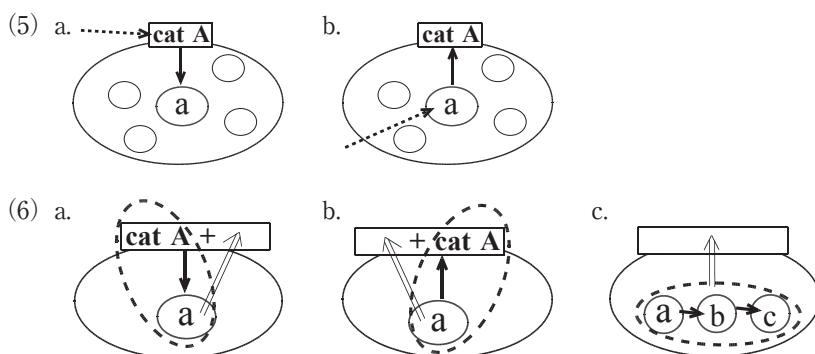 (5) a. cat A b. cat A
a a
(6) a. cat A + b. + cat A c.
a a a b c